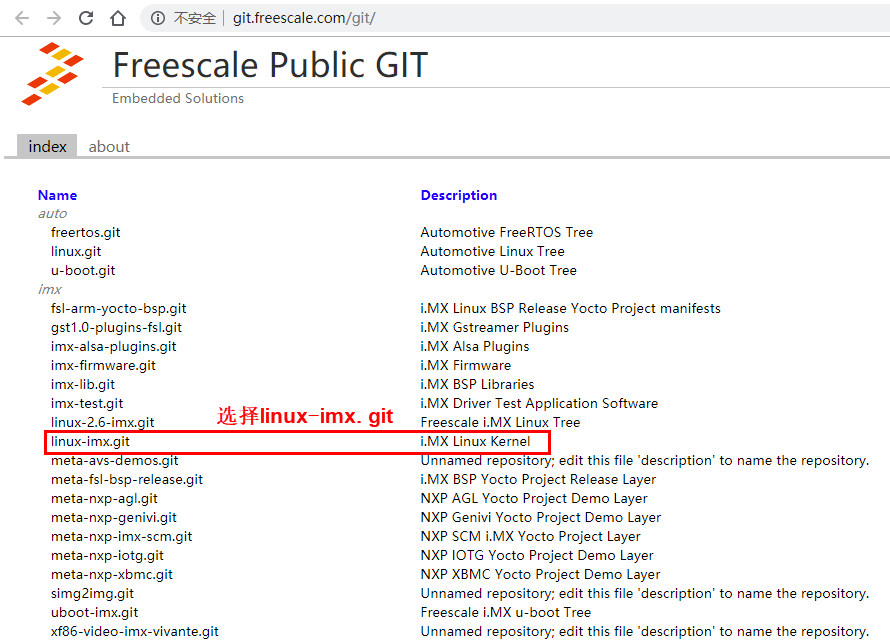 不安全 git.freescale.com/git/
Freescale Public GIT
Embedded Solutions
index about
Name Description
auto
freertos.git Automotive FreeRTOS Tree
linux.git Automotive Linux Tree
u-boot.git Automotive U-Boot Tree
imx
fsl-arm-yocto-bsp.git i.MX Linux BSP Release Yocto Project manifests
gst1.0-plugins-fsl.git i.MX Gstreamer Plugins
imx-alsa-plugins.git i.MX Alsa Plugins
imx-firmware.git i.MX Firmware
imx-lib.git i.MX BSP Libraries
imx-test.git i.MX Driver Test Application Software
选择linux-imx. git
linux-2.6-imx.git Freescale i.MX Linux Tree
linux-imx.git i.MX Linux Kernel
meta-avs-demos.git Unnamed repository; edit this file 'description' to name the repository.
meta-fsl-bsp-release.git i.MX BSP Yocto Project Release Layer
meta-nxp-agl.git NXP AGL Yocto Project Demo Layer
meta-nxp-genivi.git NXP Genivi Yocto Project Demo Layer
meta-nxp-imx-scm.git NXP SCM i.MX Yocto Project Layer
meta-nxp-iotg.git NXP IOTG Yocto Project Demo Layer
meta-nxp-xbmc.git NXP XBMC Yocto Project Demo Layer
simg2img.git Unnamed repository; edit this file 'description' to name the repository.
uboot-imx.git Freescale i.MX u-boot Tree
xf86-video-imx-vivante.git Unnamed repository; edit this file 'description' to name the repository.